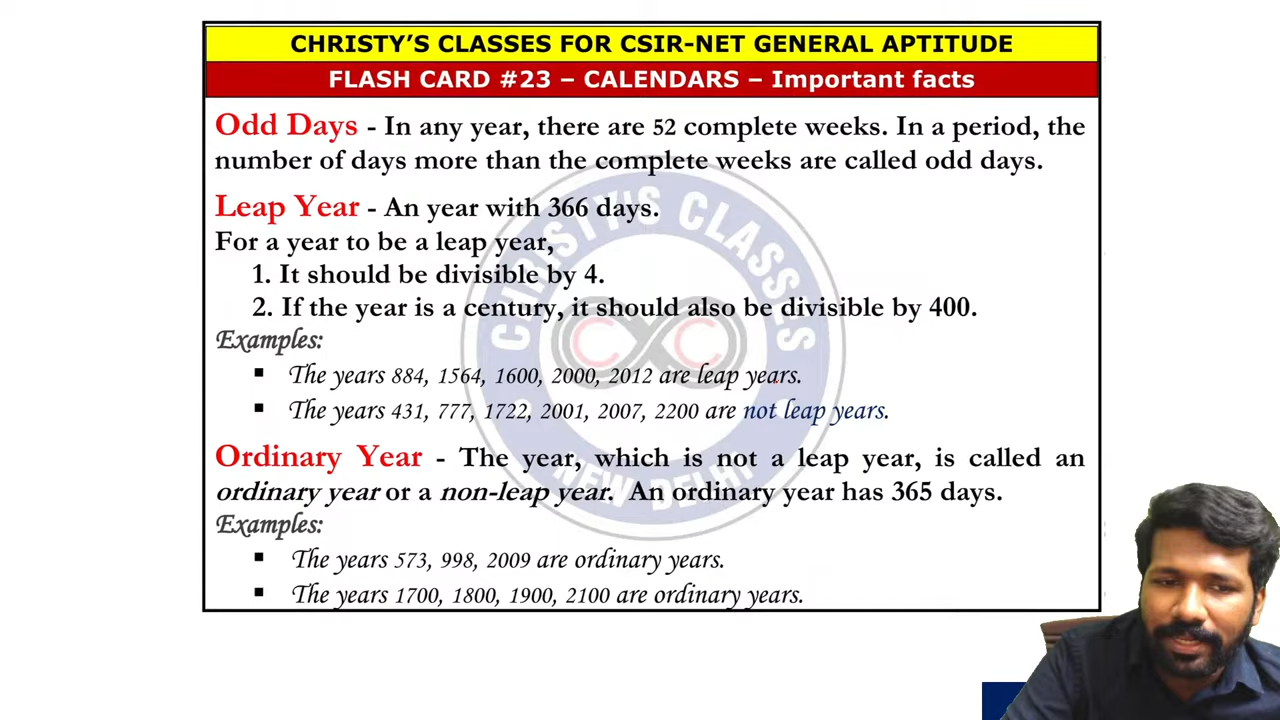 CHRISTY'S CLASSES FOR CSIR-NET GENERAL APTITUDE
FLASH CARD #23 – CALENDARS – Important facts
Odd Days - In any year, there are 52 complete weeks. In a period, the
number of days more than the complete weeks are called odd days.
Leap Year - An year with 366 days.
For a year to be a leap year,
1. It should be divisible by 4.
2. If the year is a century, it should also be divisible by 400.
Examples:
▪ The years 884, 1564, 1600, 2000, 2012 are leap years.
▪ The years 431, 777, 1722, 2001, 2007, 2200 are not leap years.
Ordinary Year - The year, which is not a leap year, is called an
ordinary year or a non-leap year. An ordinary year has 365 days.
Examples:
▪ The years 573, 998, 2009 are ordinary years.
▪ The years 1700, 1800, 1900, 2100 are ordinary years.
CHRISTY'S CLASSES
CC
NEW DELHI